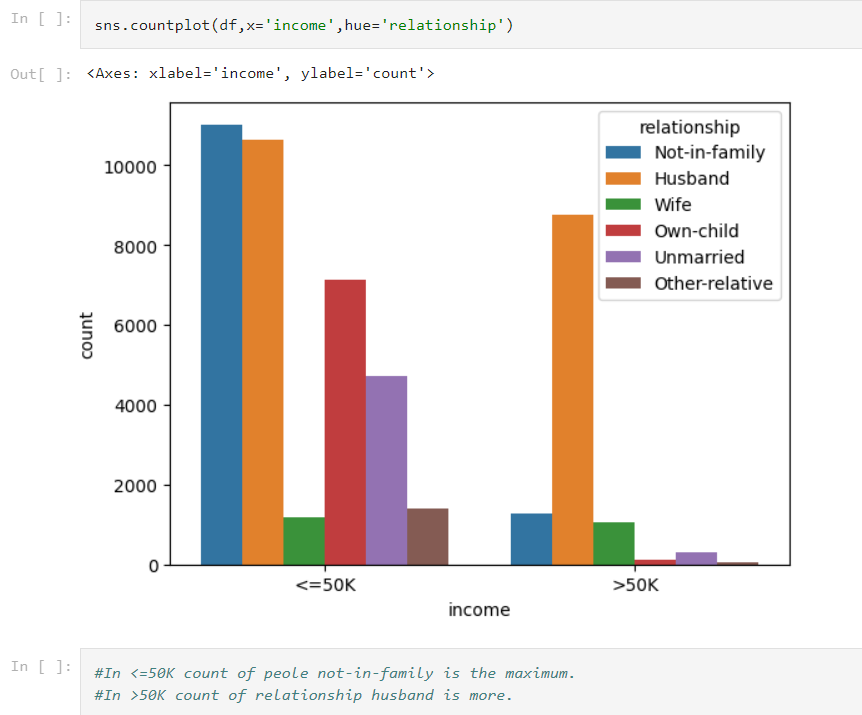 In [ ]: sns.countplot(df,x='income',hue='relationship')
Out[ ]: <Axes: xlabel='income', ylabel='count'>
relationship
Not-in-family
Husband
Wife
Own-child
Unmarried
Other-relative
10000
8000
6000
4000
2000
0
count
<=50K >50K
income
In [ ]: #In <=50K count of peole not-in-family is the maximum.
#In >50K count of relationship husband is more.